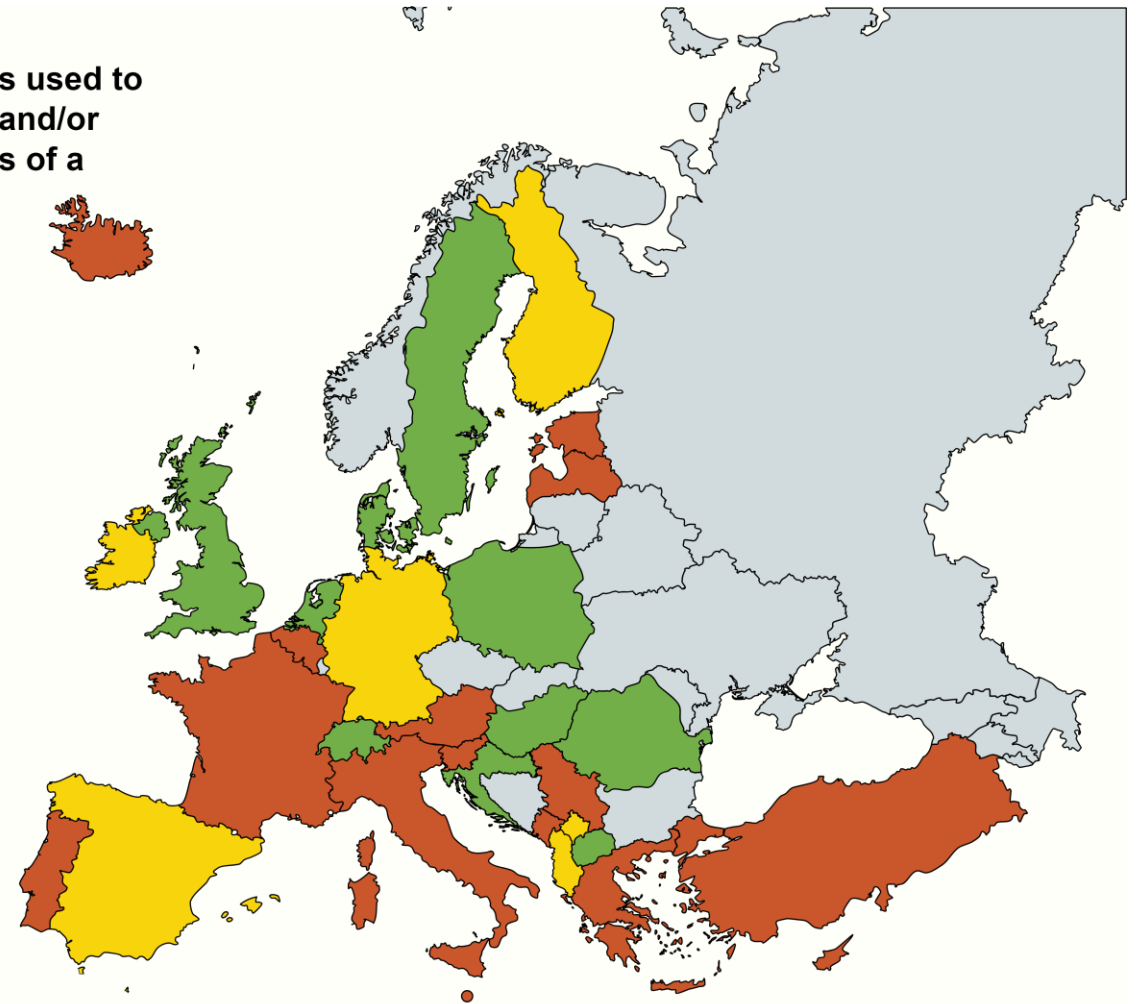 s used to
and/or
s of a